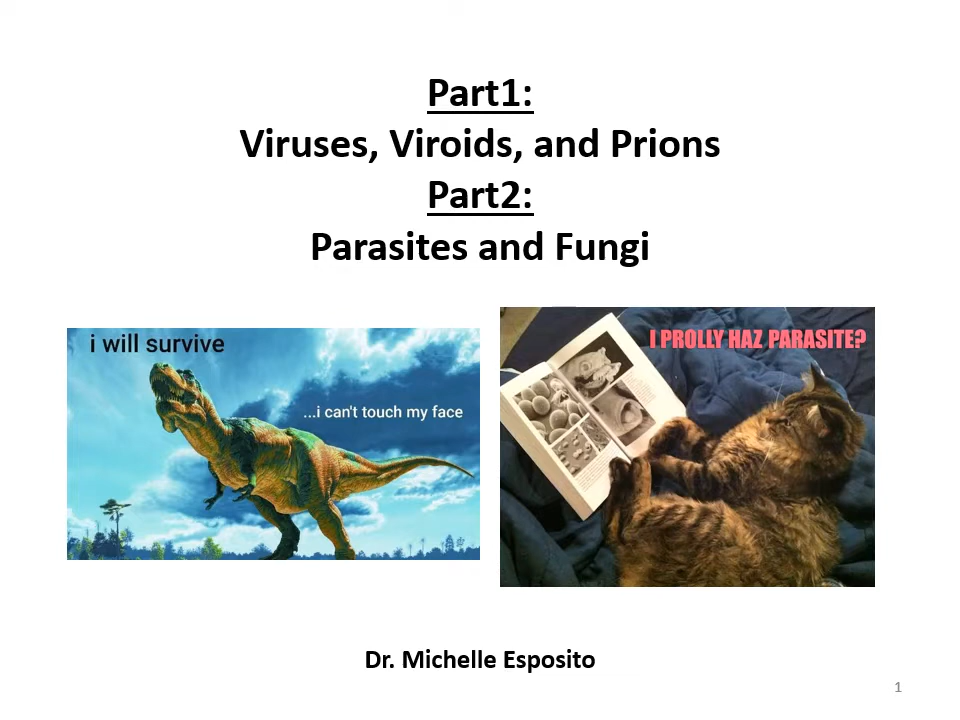 Part1:
Viruses, Viroids, and Prions
Part2:
Parasites and Fungi
i will survive
...i can't touch my face
I PROLLY HAZ PARASITE?
Dr. Michelle Esposito
1